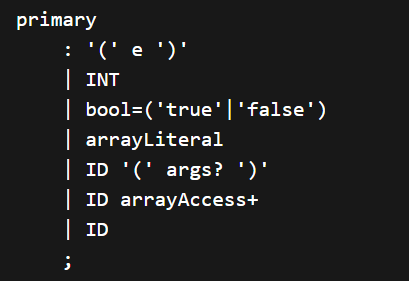 primary
    : '(' e ')'
    | INT
    | bool=('true'|'false')
    | arrayLiteral
    | ID '(' args? ')'
    | ID arrayAccess+
    | ID
    ;